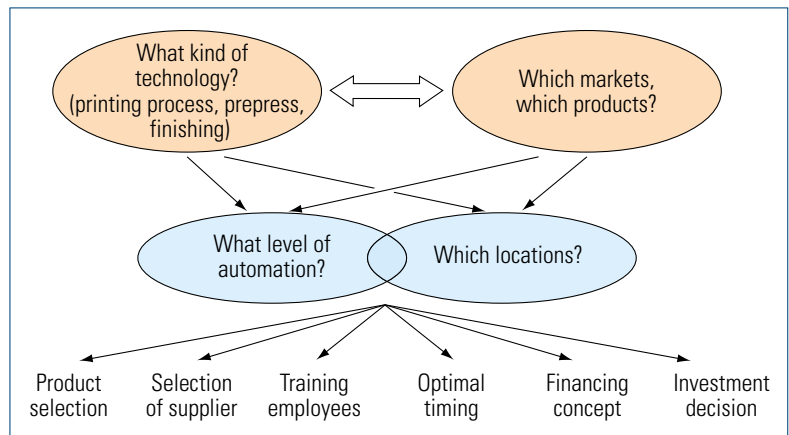 What kind of
technology?
(printing process, prepress,
finishing)
Which markets,
which products?
What level of
automation?
Which locations?
Product
selection
Selection
of supplier
Training
employees
Optimal
timing
Financing
concept
Investment
decision